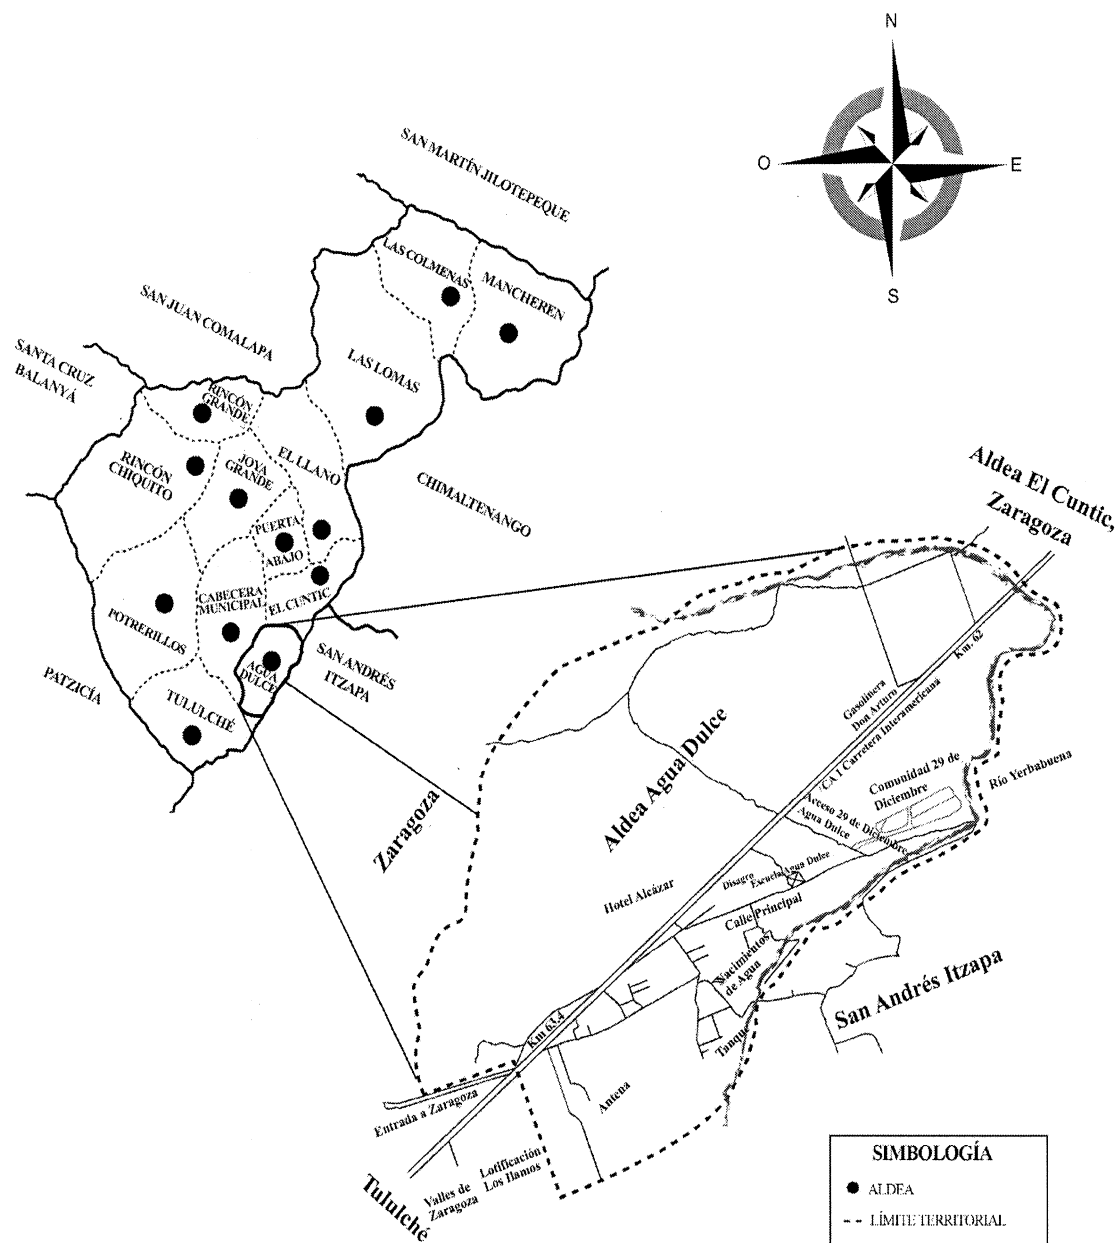 N
O
E
S
SAN MARTÍN JILOTEPEQUE
LAS COLMENAS
MANCHEREN
SAN JUAN COMALAPA
SANTA CRUZ
BALANYÁ
LAS LOMAS
RINCÓN
GRANDE
RINCÓN
CHIQUITO
JOYA
GRANDE
EL LLANO
CHIMALTENANGO
PUERTA
ABAJO
CABECERA
MUNICIPAL
EL CUNTIC
POTRERILLOS
AGUA
DULCE
SAN ANDRÉS
ITZAPA
PATZICÍA
TULULCHÉ
Aldea El Cuntic,
Zaragoza
Km. 62
Gasolinera
Don Arturo
CA 1 Carretera Interamericana
Aldea Agua Dulce
Zaragoza
Comunidad 29 de
Diciembre
Río Yerbabuena
Acceso 29 de Diciembre
Agua Dulce
Hotel Alcázar
Disagro
Escuela Agua Dulce
Calle Principal
Nacimientos
de Agua
San Andrés Itzapa
Tanque
Km 63.4
Antena
Entrada a Zaragoza
Lotificación
Los Ilamos
Valles de
Zaragoza
Tululché
SIMBOLOGÍA
ALDEA
LÍMITE TERRITORIAL